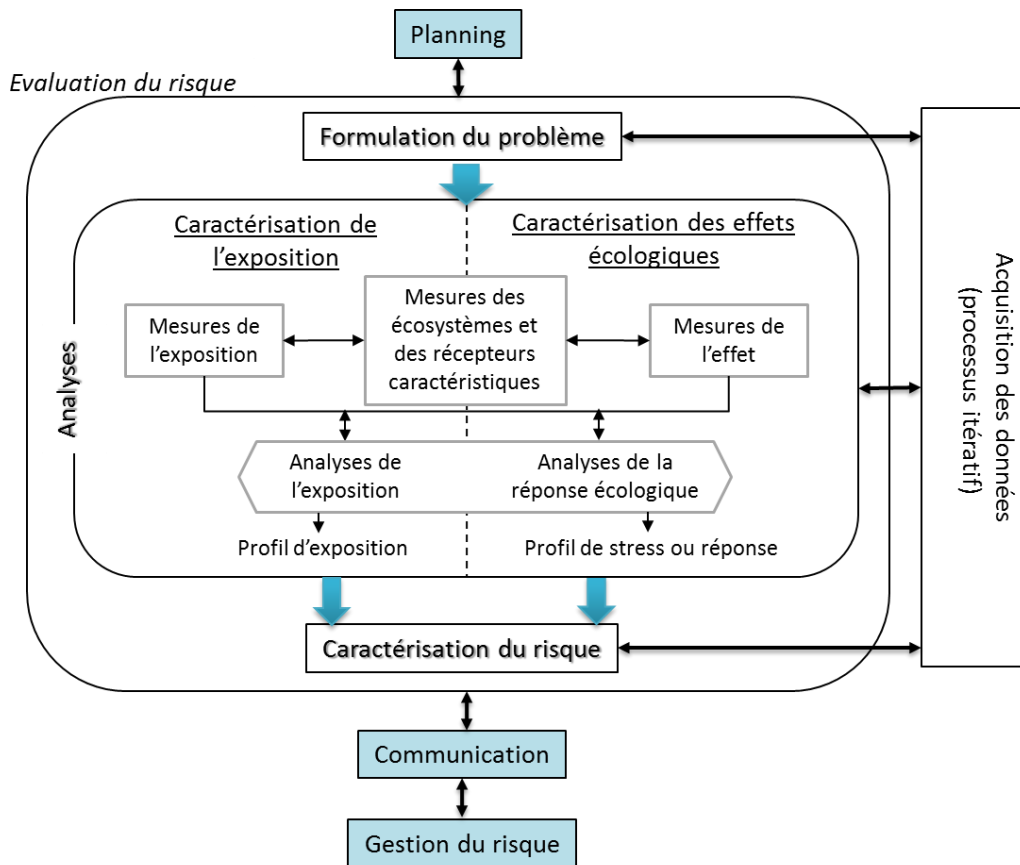 Planning
Evaluation du risque
Formulation du problème
Caractérisation de
l'exposition
Caractérisation des effets
écologiques
Mesures de
l'exposition
Mesures des
écosystèmes et
des récepteurs
caractéristiques
Mesures de
l'effet
Analyses
Analyses de
l'exposition
Analyses de la
réponse écologique
Profil d'exposition
Profil de stress ou réponse
Caractérisation du risque
Acquisition des données
(processus itératif)
Communication
Gestion du risque